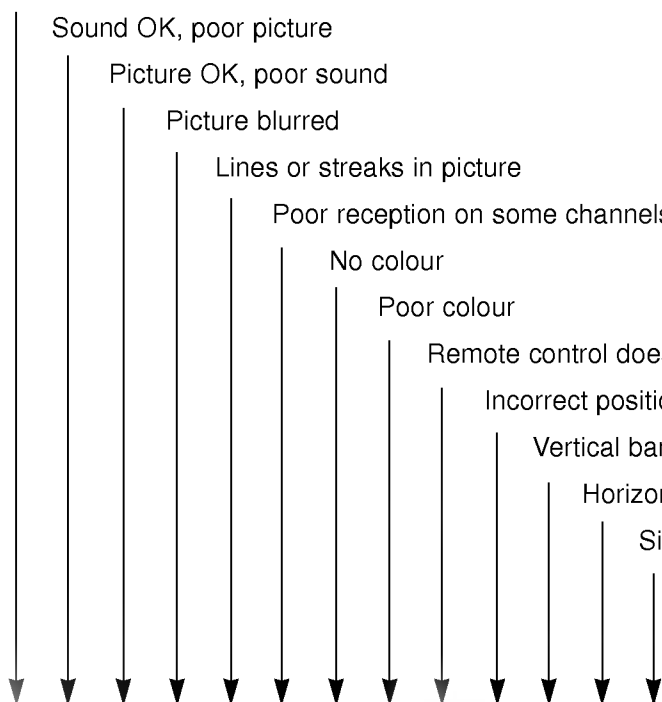 Sound OK, poor picture
Picture OK, poor sound
Picture blurred
Lines or streaks in picture
Poor reception on some channels
No colour
Poor colour
Remote control does
Incorrect
Vertical